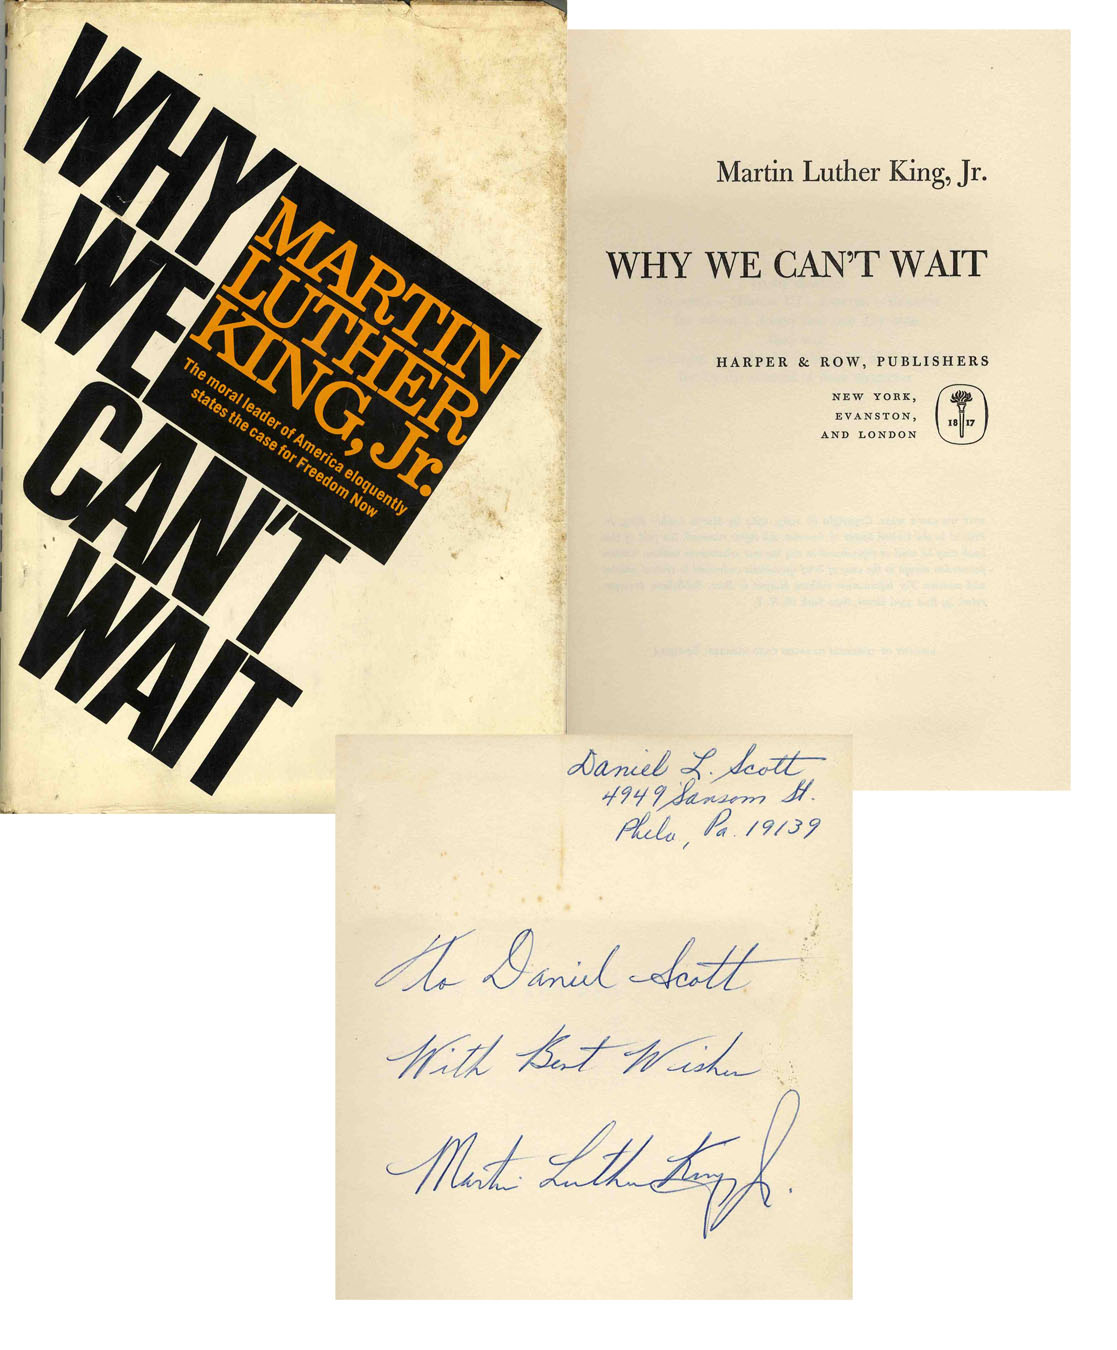 WHY
WE
CAN'T
WAIT
MARTIN
LUTHER
KING, Jr.
The moral leader of America eloquently
states the case for Freedom Now
Martin Luther King, Jr.
WHY WE CAN'T WAIT
HARPER & ROW, PUBLISHERS
NEW YORK,
EVANSTON,
AND LONDON
18 17
Daniel L. Scott
4949 Sansom St.
Phila, Pa. 19139
To Daniel Scott
With Best Wishes
Martin Luther King Jr.